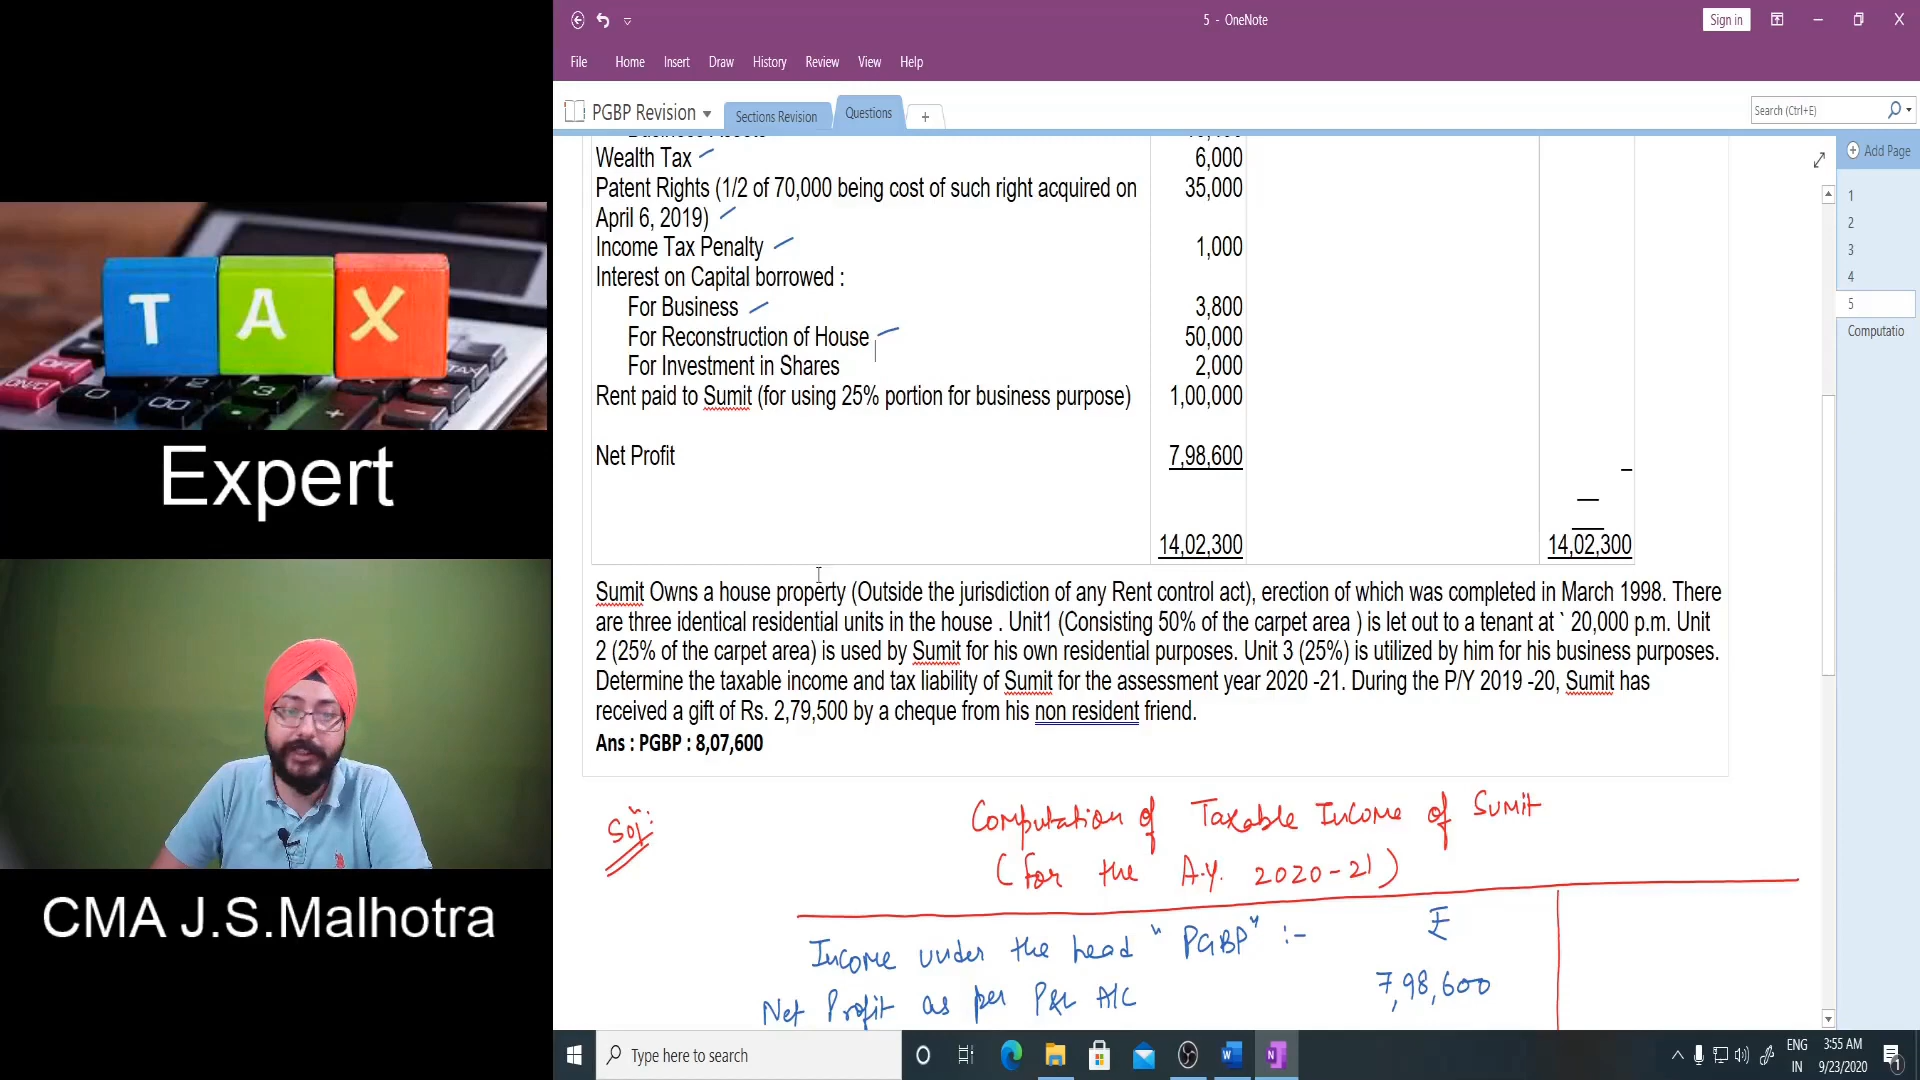 5 - OneNote
Sign in
File Home Insert Draw History Review View Help
PGBP Revision
Sections Revision
Questions
+
Search (Ctrl+E)
Add Page
1
2
3
4
5
Computatio
Wealth Tax 6,000
Patent Rights (1/2 of 70,000 being cost of such right acquired on 35,000
April 6, 2019)
Income Tax Penalty 1,000
Interest on Capital borrowed :
For Business 3,800
For Reconstruction of House 50,000
For Investment in Shares 2,000
Rent paid to Sumit (for using 25% portion for business purpose) 1,00,000
Net Profit 7,98,600
14,02,300 14,02,300
Sumit Owns a house property (Outside the jurisdiction of any Rent control act), erection of which was completed in March 1998. There
are three identical residential units in the house . Unit1 (Consisting 50% of the carpet area ) is let out to a tenant at ` 20,000 p.m. Unit
2 (25% of the carpet area) is used by Sumit for his own residential purposes. Unit 3 (25%) is utilized by him for his business purposes.
Determine the taxable income and tax liability of Sumit for the assessment year 2020 -21. During the P/Y 2019 -20, Sumit has
received a gift of Rs. 2,79,500 by a cheque from his non resident friend.
Ans : PGBP : 8,07,600
Sol:
Computation of Taxable Income of Sumit
(for the A.Y. 2020-21)
Income under the head "PGBP" :- ₹
Net Profit as per P&L A/C 7,98,600
TAX
Expert
CMA J.S.Malhotra
Type here to search
ENG
IN
3:55 AM
9/23/2020
1